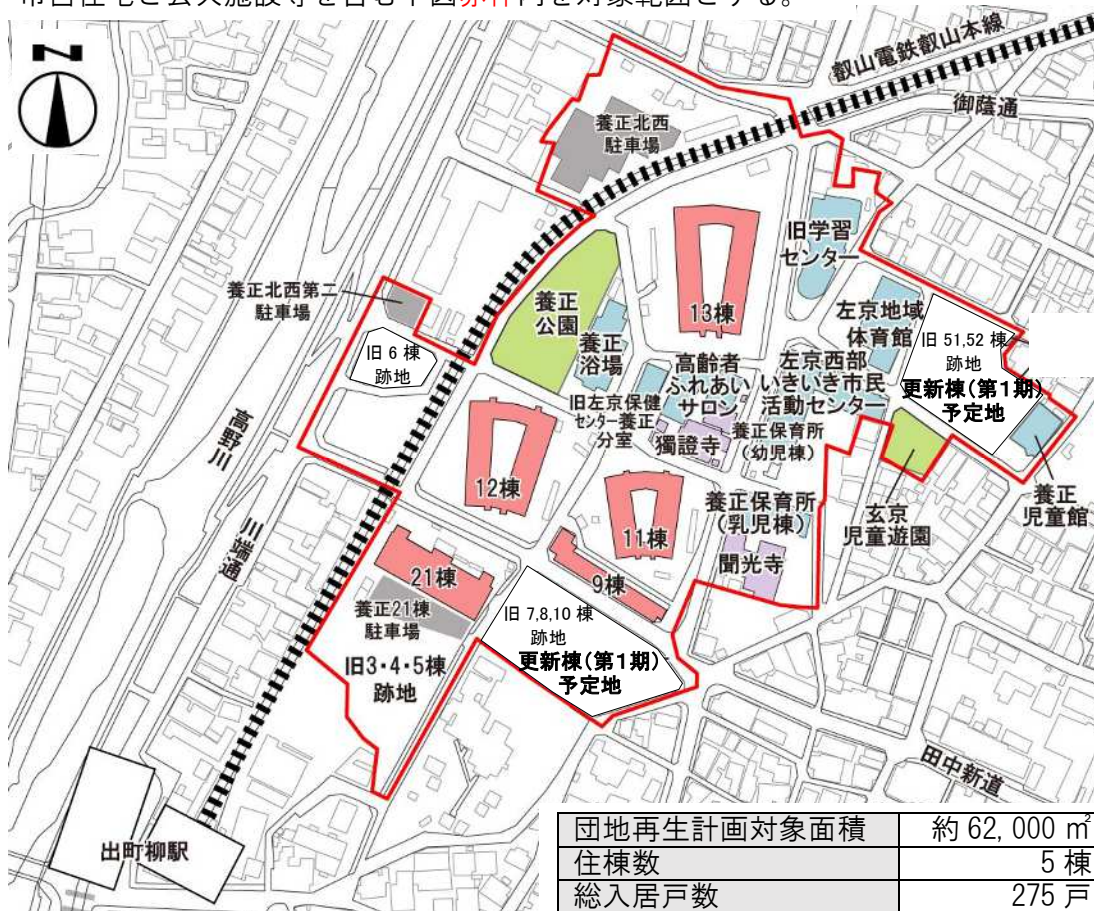 市営住宅と公共施設等を含む下図赤枠内を対象範囲とする。
N
叡山電鉄叡山本線
御蔭通
養正北西
駐車場
旧学習
センター
養正北西第二
駐車場
養正
公園
13棟
左京地域
体育館
旧 51,52 棟
跡地
更新棟(第1期)
予定地
旧 6 棟
跡地
養正
浴場
高齢者
ふれあい
サロン
左京西部
いきいき市民
活動センター
旧左京保健
センター養正
分室
獨證寺
養正保育所
(幼児棟)
高野川
12棟
11棟
養正保育所
(乳児棟)
玄京
児童遊園
養正
児童館
川端通
聞光寺
21棟
9棟
養正21棟
駐車場
旧 7,8,10 棟
跡地
更新棟(第1期)
予定地
旧3・4・5棟
跡地
田中新道
出町柳駅
団地再生計画対象面積 約 62,000 ㎡
住棟数 5 棟
総入居戸数 275 戸